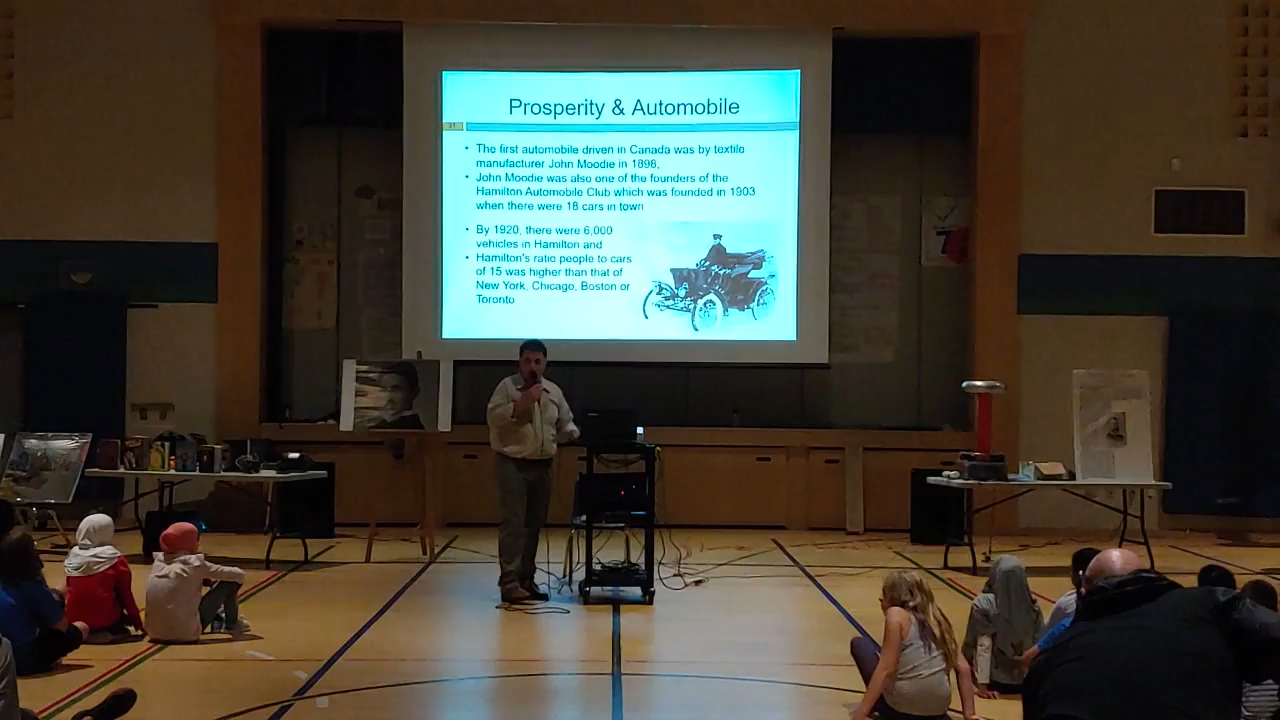 Prosperity & Automobile
31
• The first automobile driven in Canada was by textile
manufacturer John Moodie in 1898,
• John Moodie was also one of the founders of the
Hamilton Automobile Club which was founded in 1903
when there were 18 cars in town
• By 1920, there were 6,000
vehicles in Hamilton and
• Hamilton's ratio people to cars
of 15 was higher than that of
New York, Chicago, Boston or
Toronto